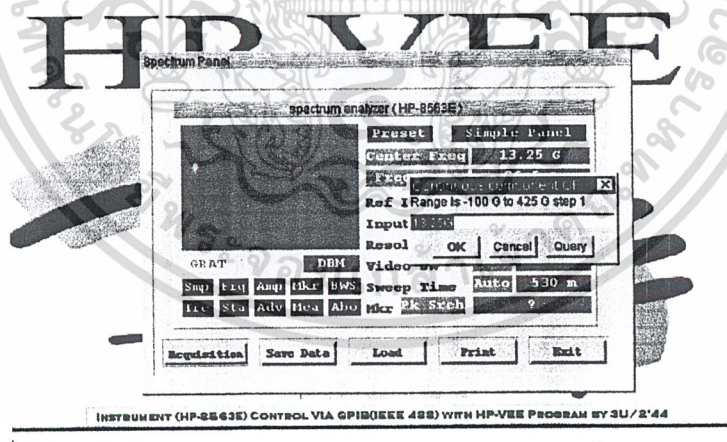 HP VEE
Spectrum Panel
spectrum analyzer (HP-8563E)
Preset Simple Panel
Center Freq 13.25 G
Range is -100 G to 425 G step 1
Ref
Input
OK Cancel Query
Resol
GRAT DBM Video
Smp Frq Amp Mkr BWS Sweep Time Auto 530 m
Trc Sta Adv Mea Abo Mkr Pk Srch ?
Acquisition Save Data Load Print Exit
INSTRUMENT (HP-8563E) CONTROL VIA GPIB(IEEE 488) WITH HP-VEE PROGRAM BY 3U/2'44